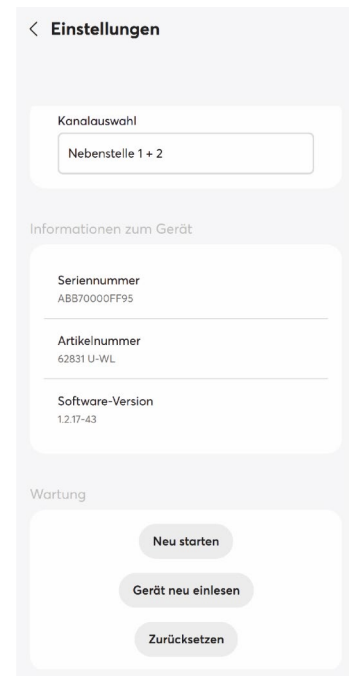 Einstellungen
Kanalauswahl
Nebenstelle 1 + 2
Informationen zum Gerät
Seriennummer
ABB70000FF95
Artikelnummer
62831 U-WL
Software-Version
1.2.17-43
Wartung
Neu starten
Gerät neu einlesen
Zurücksetzen